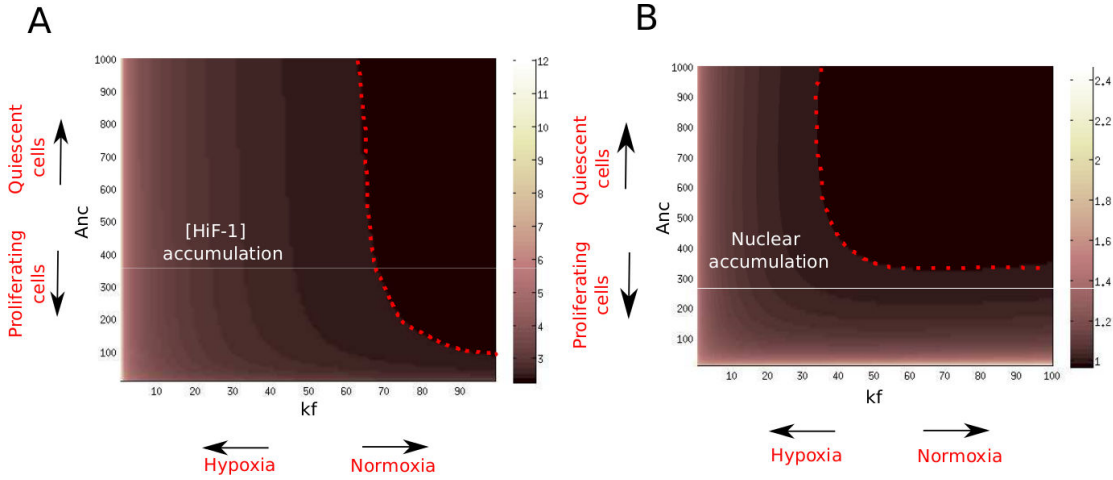 A
B
1000
900
800
700
600
500
400
300
200
100
10
20
30
40
50
60
70
80
90
kf
Anc
Quiescent
cells
Proliferating
cells
[HiF-1]
accumulation
12
11
10
9
8
7
6
5
4
3
Hypoxia
Normoxia
1000
900
800
700
600
500
400
300
200
100
10
20
30
40
50
60
70
80
90
100
kf
Anc
Quiescent
cells
Proliferating
cells
Nuclear
accumulation
2.4
2.2
2
1.8
1.6
1.4
1.2
1
Hypoxia
Normoxia